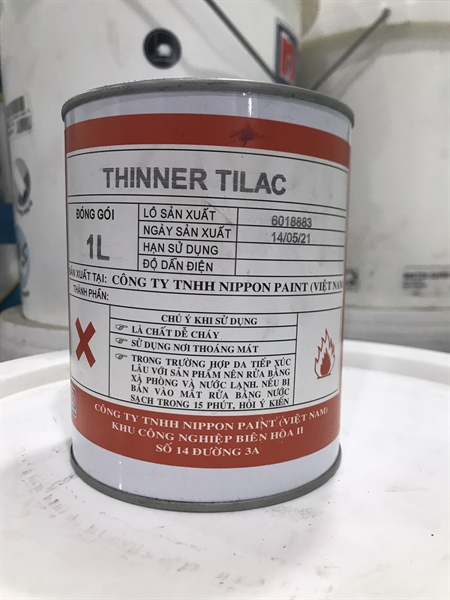 THINNER TILAC
ĐÓNG GÓI
1L
LÔ SẢN XUẤT 6018883
NGÀY SẢN XUẤT 14/05/21
HẠN SỬ DỤNG
ĐỘ DẪN ĐIỆN
SẢN XUẤT TẠI: CÔNG TY TNHH NIPPON PAINT (VIỆT NAM
THÀNH PHẦN:
CHÚ Ý KHI SỬ DỤNG
LÀ CHẤT DỄ CHÁY
SỬ DỤNG NƠI THOÁNG MÁT
TRONG TRƯỜNG HỢP DA TIẾP XÚC
LÂU VỚI SẢN PHẨM NÊN RỬA BẰNG
XÀ PHÒNG VÀ NƯỚC LẠNH. NẾU BỊ
BẮN VÀO MẮT RỬA BẰNG NƯỚC
SẠCH TRONG 15 PHÚT, HỎI Ý KIẾN
CÔNG TY TNHH NIPPON PAINT (VIỆT NAM)
KHU CÔNG NGHIỆP BIÊN HÒA II
SỐ 14 ĐƯỜNG 3A